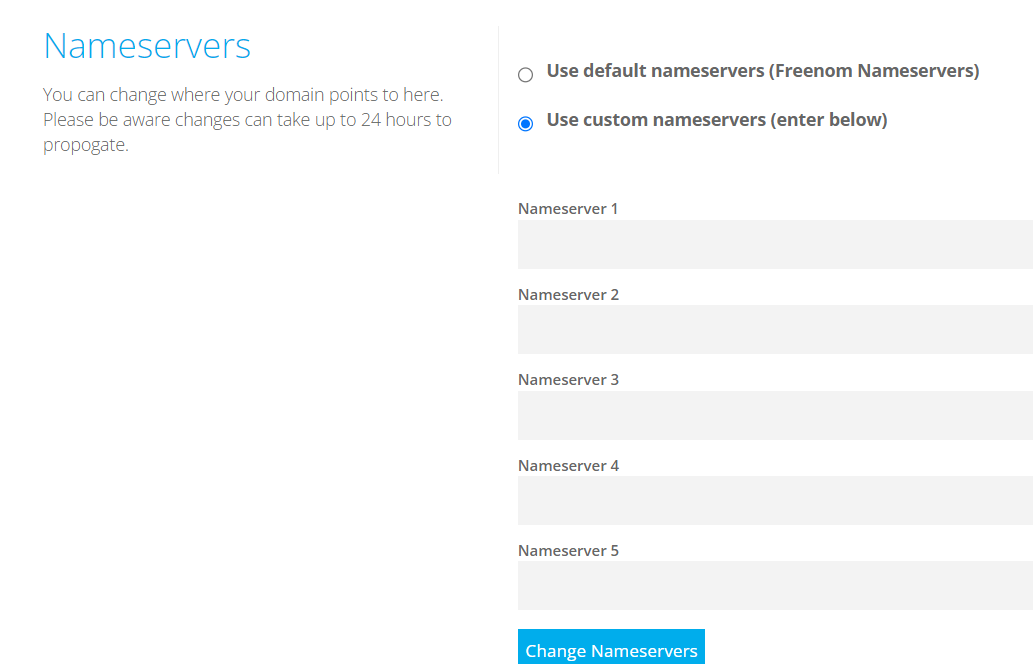 Nameservers
You can change where your domain points to here.
Please be aware changes can take up to 24 hours to
propogate.
Use default nameservers (Freenom Nameservers)
Use custom nameservers (enter below)
Nameserver 1
Nameserver 2
Nameserver 3
Nameserver 4
Nameserver 5
Change Nameservers